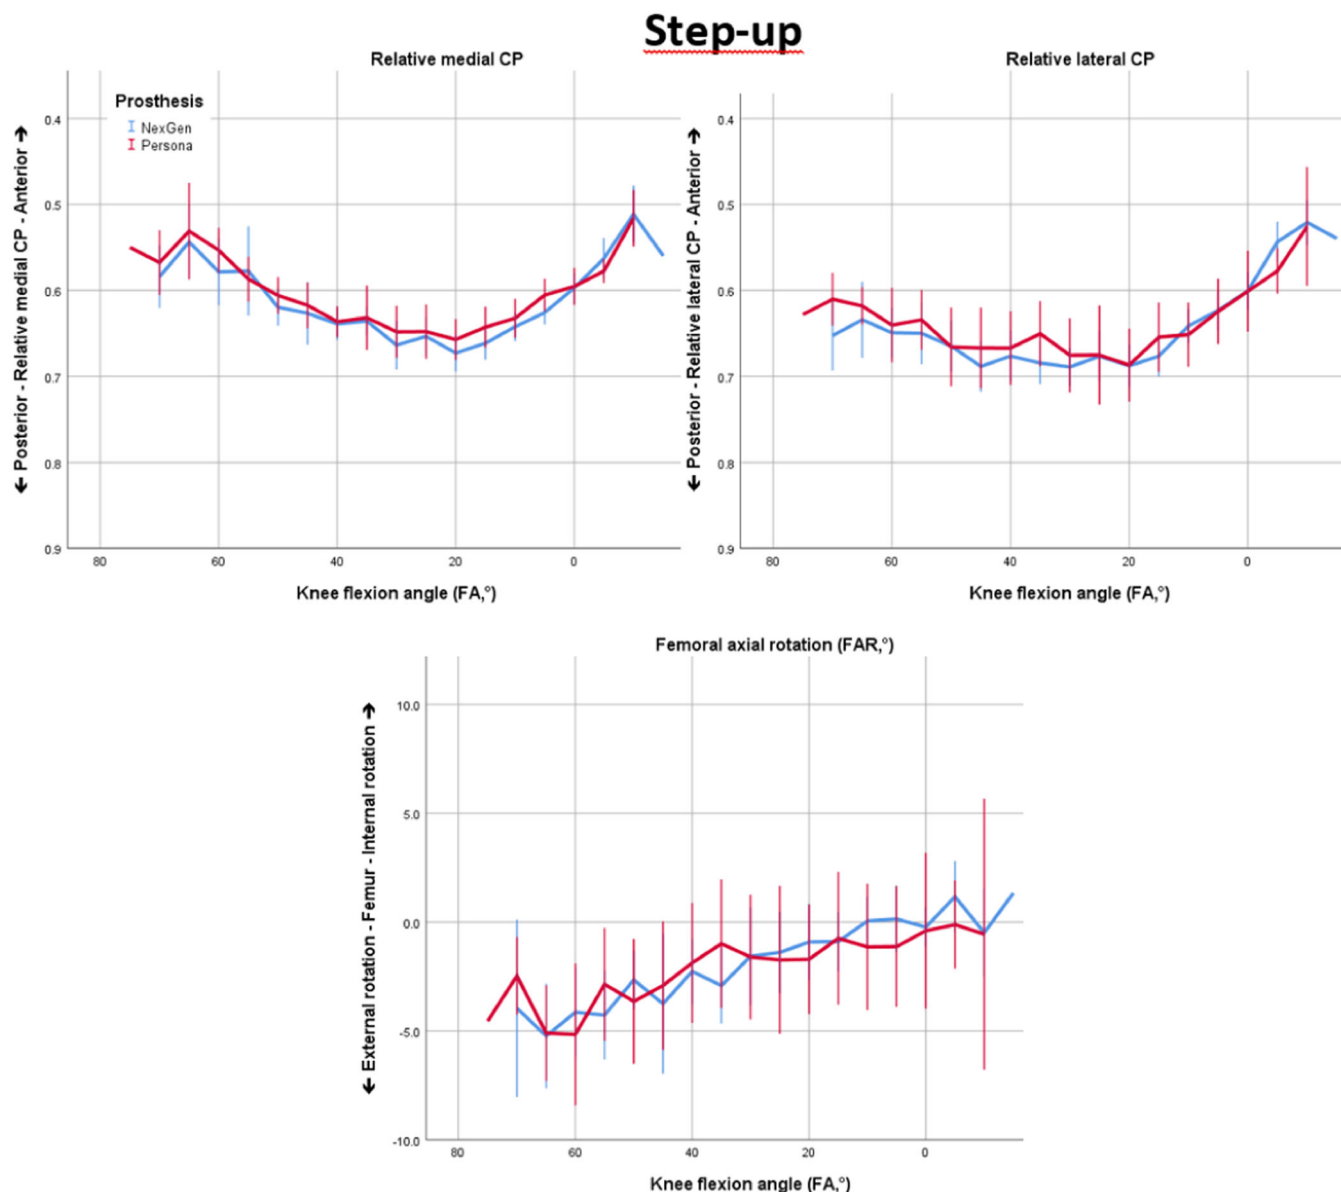 Step-up
Relative medial CP
Prosthesis
NexGen
Persona
← Posterior - Relative medial CP - Anterior →
0.4
0.5
0.6
0.7
0.8
0.9
80
60
40
20
0
Knee flexion angle (FA,°)
Relative lateral CP
← Posterior - Relative lateral CP - Anterior →
0.4
0.5
0.6
0.7
0.8
0.9
80
60
40
20
0
Knee flexion angle (FA,°)
Femoral axial rotation (FAR,°)
← External rotation - Femur - Internal rotation →
10.0
5.0
0.0
-5.0
-10.0
80
60
40
20
0
Knee flexion angle (FA,°)